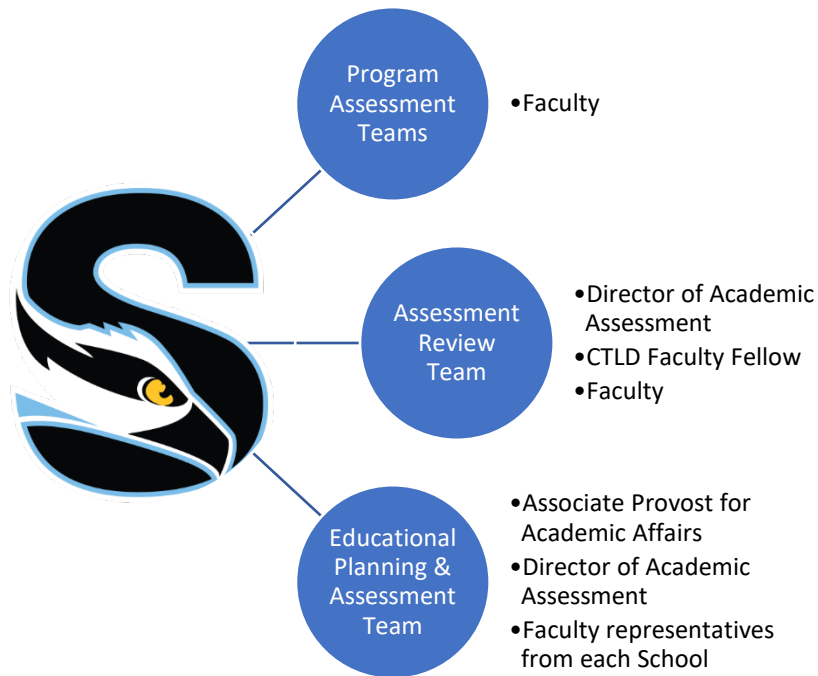 Program
Assessment
Teams
•Faculty
Assessment
Review
Team
•Director of Academic
Assessment
•CTLD Faculty Fellow
•Faculty
Educational
Planning &
Assessment
Team
•Associate Provost for
Academic Affairs
•Director of Academic
Assessment
•Faculty representatives
from each School